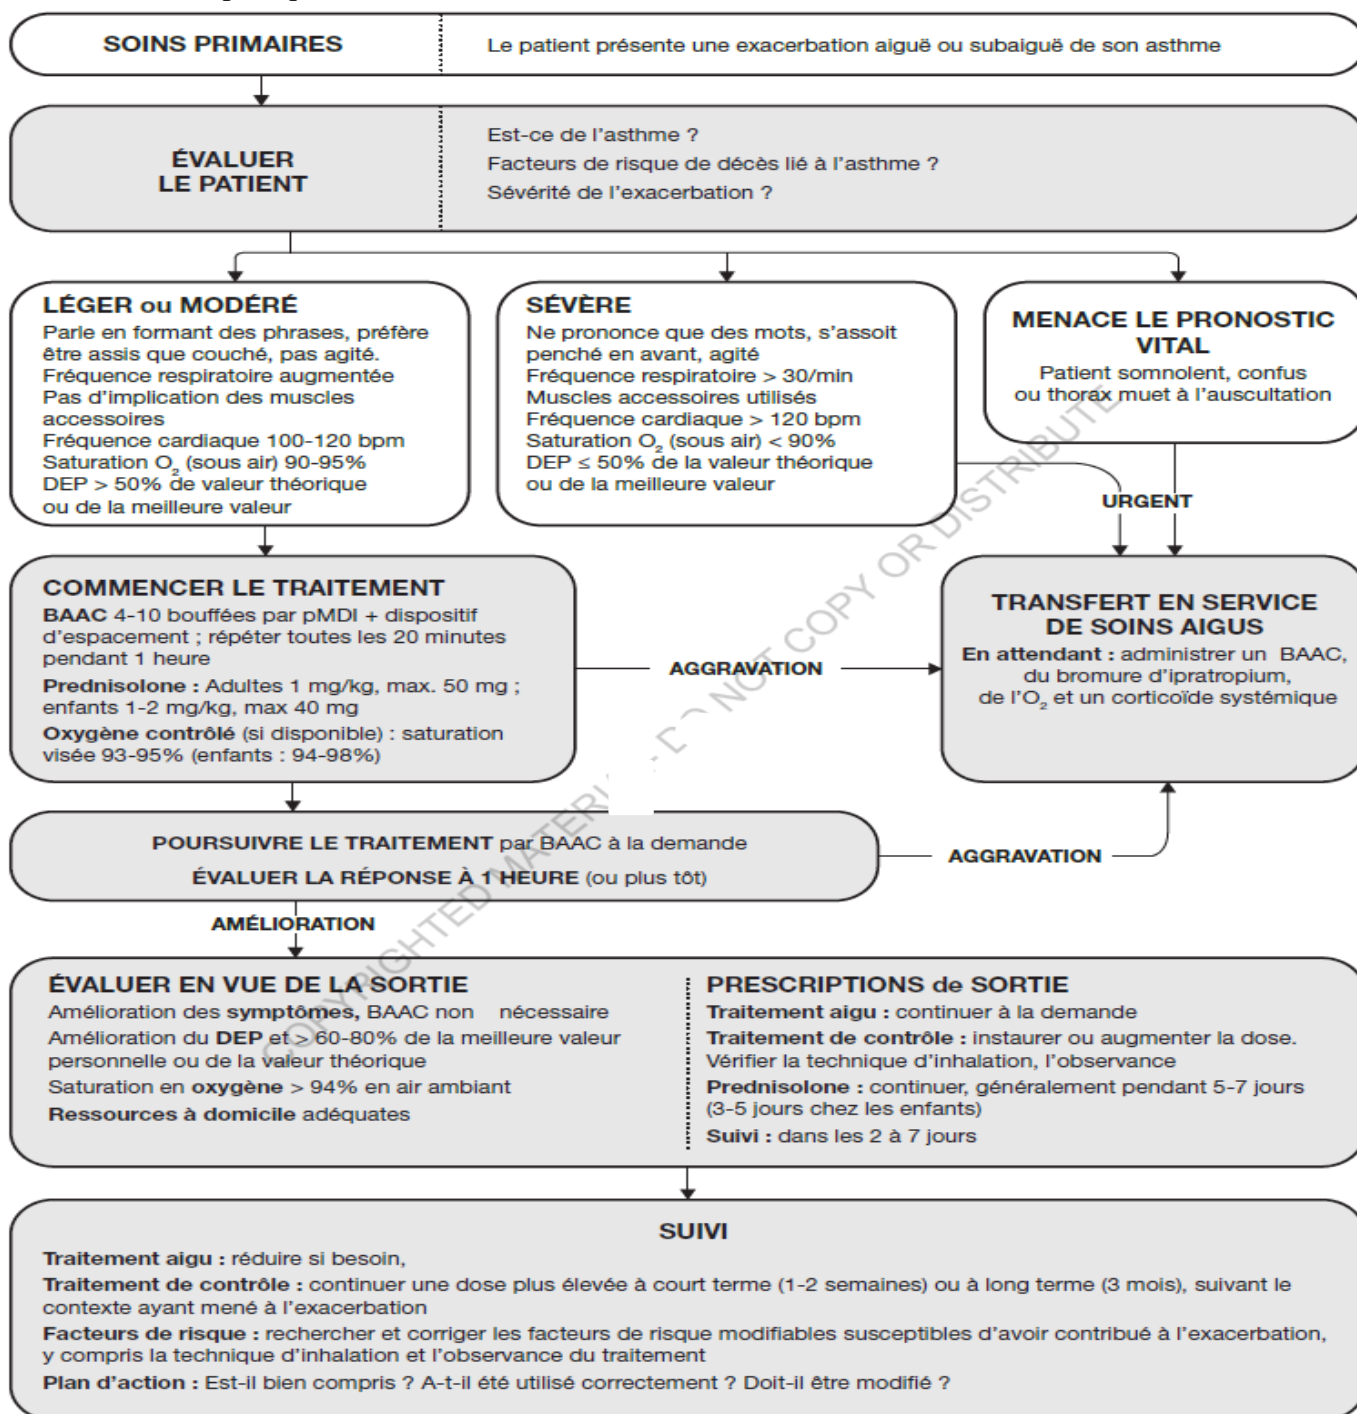 SOINS PRIMAIRES
Le patient présente une exacerbation aiguë ou subaiguë de son asthme
ÉVALUER
LE PATIENT
Est-ce de l'asthme ?
Facteurs de risque de décès lié à l'asthme ?
Sévérité de l'exacerbation ?
LÉGER ou MODÉRÉ
Parle en formant des phrases, préfère
être assis que couché, pas agité.
Fréquence respiratoire augmentée
Pas d'implication des muscles
accessoires
Fréquence cardiaque 100-120 bpm
Saturation O₂ (sous air) 90-95%
DEP > 50% de valeur théorique
ou de la meilleure valeur
SÉVÈRE
Ne prononce que des mots, s'assoit
penché en avant, agité
Fréquence respiratoire > 30/min
Muscles accessoires utilisés
Fréquence cardiaque > 120 bpm
Saturation O₂ (sous air) < 90%
DEP ≤ 50% de la valeur théorique
ou de la meilleure valeur
MENACE LE PRONOSTIC
VITAL
Patient somnolent, confus
ou thorax muet à l'auscultation
URGENT
COMMENCER LE TRAITEMENT
BAAC 4-10 bouffées par pMDI + dispositif
d'espacement ; répéter toutes les 20 minutes
pendant 1 heure
Prednisolone : Adultes 1 mg/kg, max. 50 mg ;
enfants 1-2 mg/kg, max 40 mg
Oxygène contrôlé (si disponible) : saturation
visée 93-95% (enfants : 94-98%)
AGGRAVATION
TRANSFERT EN SERVICE
DE SOINS AIGUS
En attendant : administrer un BAAC,
du bromure d'ipratropium,
de l'O₂ et un corticoïde systémique
POURSUIVRE LE TRAITEMENT par BAAC à la demande
ÉVALUER LA RÉPONSE À 1 HEURE (ou plus tôt)
AGGRAVATION
AMÉLIORATION
ÉVALUER EN VUE DE LA SORTIE
Amélioration des symptômes, BAAC non nécessaire
Amélioration du DEP et > 60-80% de la meilleure valeur
personnelle ou de la valeur théorique
Saturation en oxygène > 94% en air ambiant
Ressources à domicile adéquates
PRESCRIPTIONS de SORTIE
Traitement aigu : continuer à la demande
Traitement de contrôle : instaurer ou augmenter la dose.
Vérifier la technique d'inhalation, l'observance
Prednisolone : continuer, généralement pendant 5-7 jours
(3-5 jours chez les enfants)
Suivi : dans les 2 à 7 jours
SUIVI
Traitement aigu : réduire si besoin,
Traitement de contrôle : continuer une dose plus élevée à court terme (1-2 semaines) ou à long terme (3 mois), suivant le
contexte ayant mené à l'exacerbation
Facteurs de risque : rechercher et corriger les facteurs de risque modifiables susceptibles d'avoir contribué à l'exacerbation,
y compris la technique d'inhalation et l'observance du traitement
Plan d'action : Est-il bien compris ? A-t-il été utilisé correctement ? Doit-il être modifié ?
COPYRIGHTED NOT COPY OR DISTRIBUTE